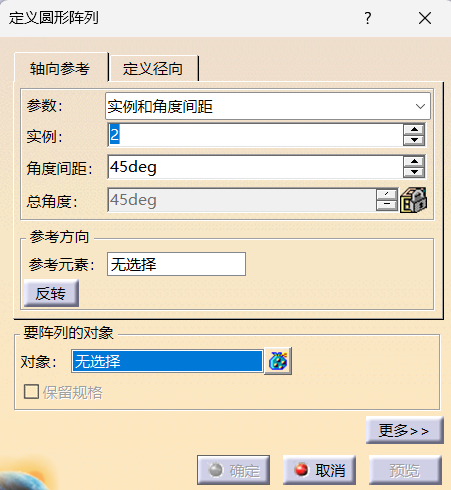 定义圆形阵列 ? ×
轴向参考 定义径向
参数: 实例和角度间距
实例: 2
角度间距: 45deg
总角度: 45deg
参考方向
参考元素: 无选择
反转
要阵列的对象
对象: 无选择
保留规格
更多>>
确定 取消 预览